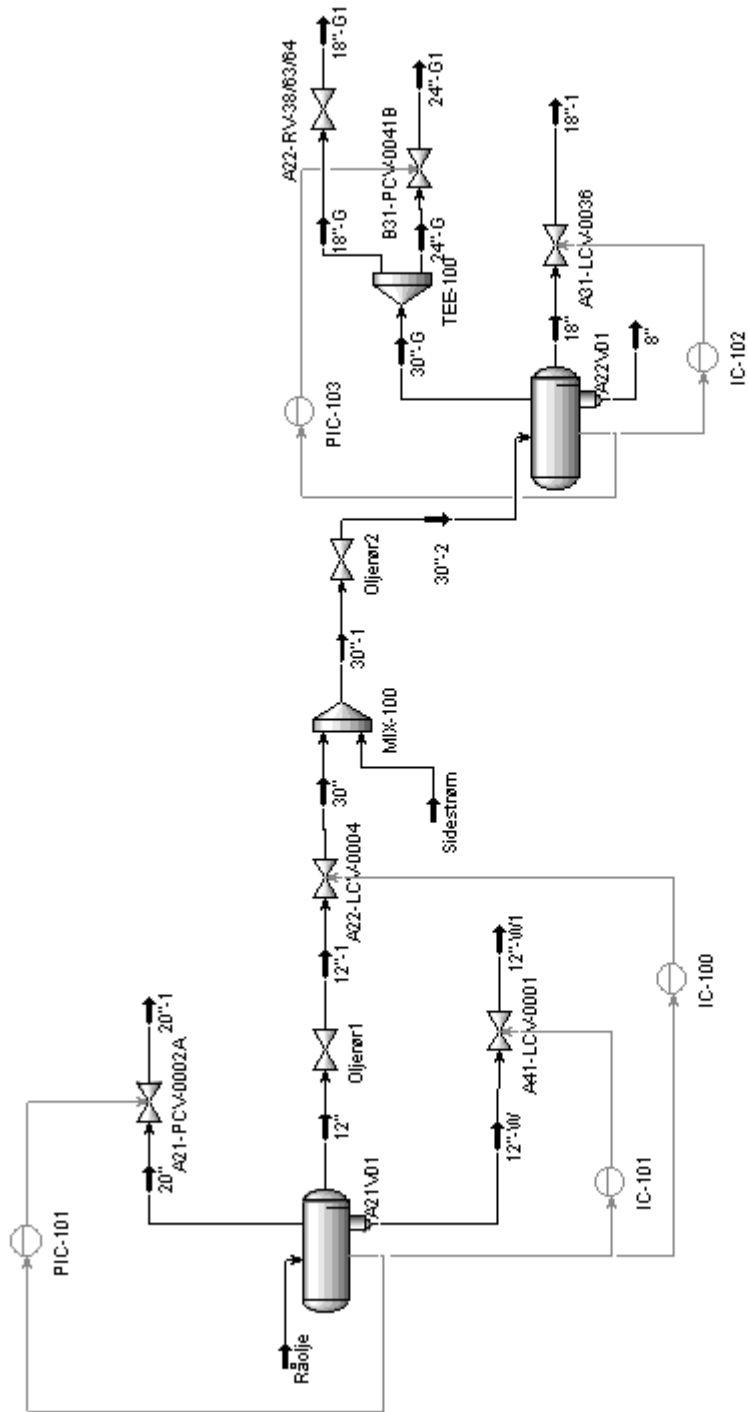 A22-RV-38/63/64
18"-G1
18"-G
B31-PCV-0041B
24"-G1
24"-G
TEE-100
30"-G
PIC-103
A31-LCV-0036
18"-1
18"
A22VD1
8"
IC-102
30"-2
Oljerør2
30"-1
MIX-100
Sidestrøm
30"
A22-LCV-0004
12"-1
Oljerør1
12"
20"-1
A21-PCV-0002A
20"
PIC-101
A21VD1
Råolje
12"-W1
A41-LCV-0001
12"-W
IC-101
IC-100